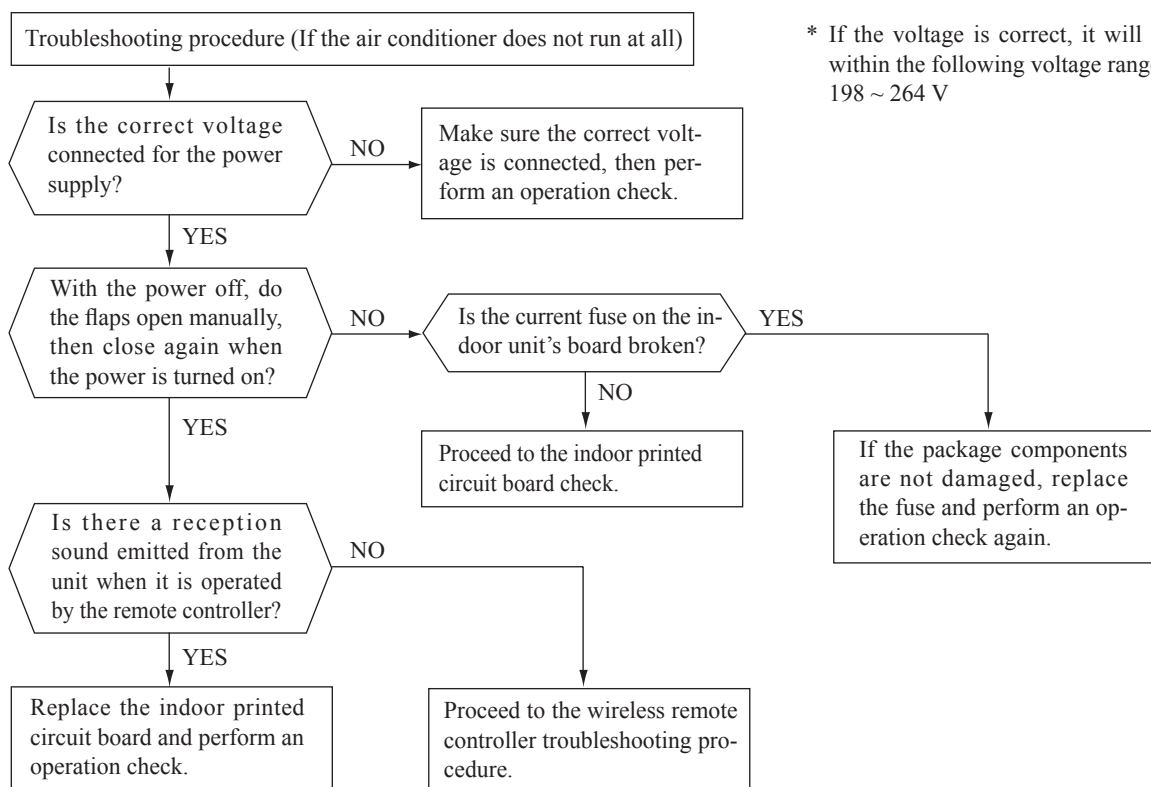 Troubleshooting procedure (If the air conditioner does not run at all)
* If the voltage is correct, it will
within the following voltage rang
198 ~ 264 V
Is the correct voltage
connected for the power
supply?
NO
Make sure the correct volt-
age is connected, then per-
form an operation check.
YES
With the power off, do
the flaps open manually,
then close again when
the power is turned on?
NO
Is the current fuse on the in-
door unit's board broken?
YES
NO
YES
Proceed to the indoor printed
circuit board check.
If the package components
are not damaged, replace
the fuse and perform an op-
eration check again.
Is there a reception
sound emitted from the
unit when it is operated
by the remote controller?
NO
YES
Replace the indoor printed
circuit board and perform an
operation check.
Proceed to the wireless remote
controller troubleshooting pro-
cedure.